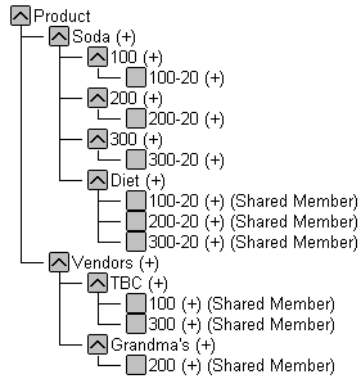 Product
Soda (+)
100 (+)
100-20 (+)
200 (+)
200-20 (+)
300 (+)
300-20 (+)
Diet (+)
100-20 (+) (Shared Member)
200-20 (+) (Shared Member)
300-20 (+) (Shared Member)
Vendors (+)
TBC (+)
100 (+) (Shared Member)
300 (+) (Shared Member)
Grandma's (+)
200 (+) (Shared Member)